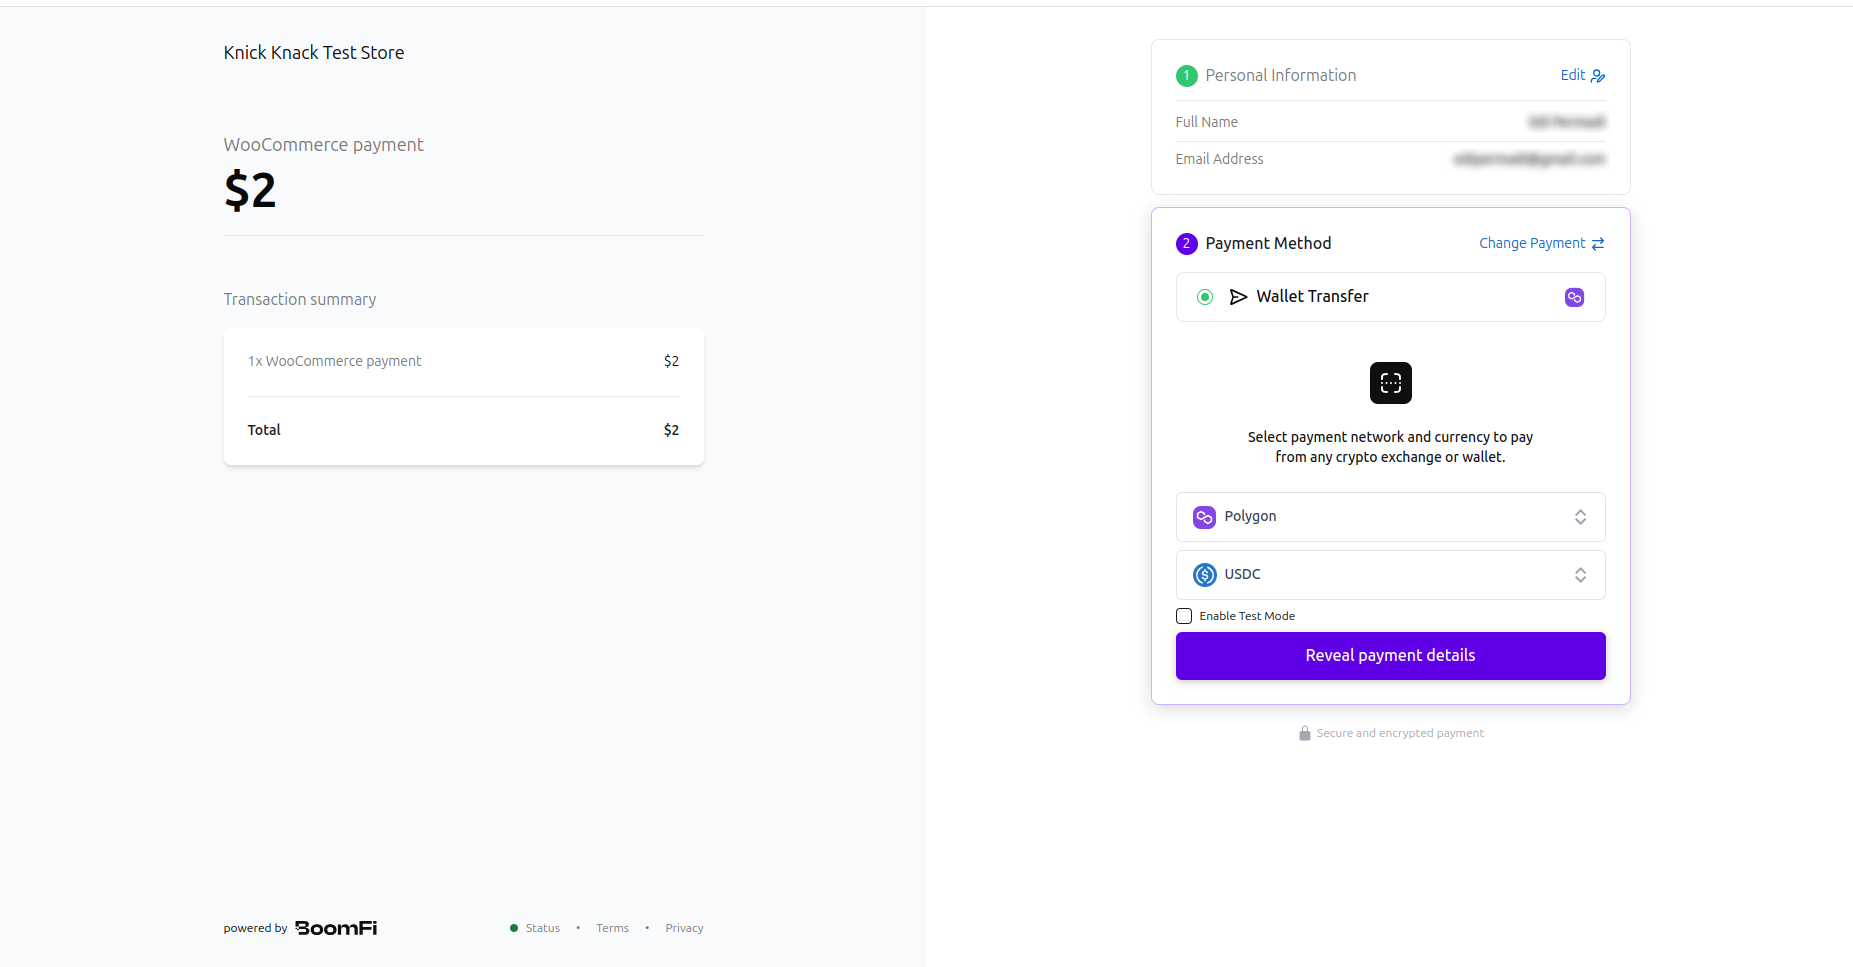 Knick Knack Test Store
WooCommerce payment
$2
Transaction summary
1x WooCommerce payment $2
Total $2
powered by BoomFi
Status • Terms • Privacy
1 Personal Information Edit
Full Name
Email Address
2 Payment Method Change Payment
Wallet Transfer
Select payment network and currency to pay
from any crypto exchange or wallet.
Polygon
USDC
Enable Test Mode
Reveal payment details
Secure and encrypted payment